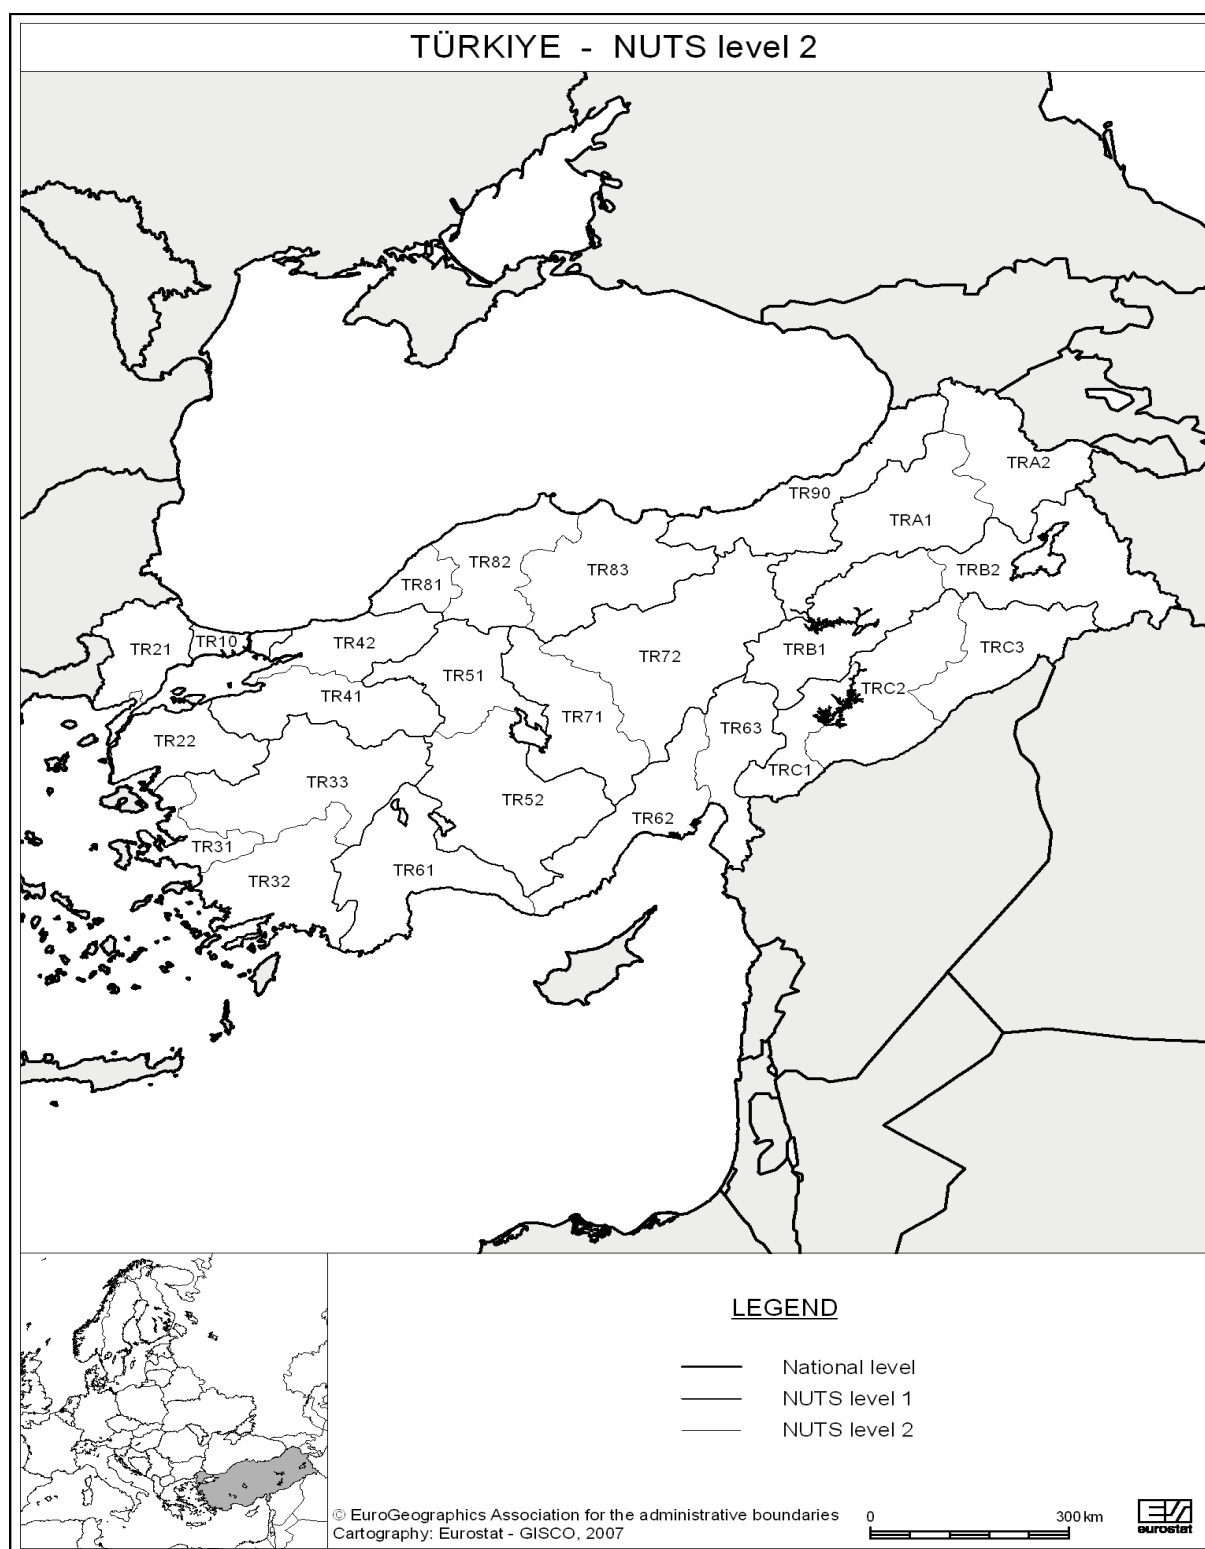 TÜRKIYE - NUTS level 2
TRA2
TR90
TRA1
TR82
TR83
TRB2
TR81
TR10
TR42
TR21
TR72
TRB1
TRC3
TR51
TRC2
TR41
TR71
TR63
TR22
TRC1
TR33
TR52
TR62
TR31
TR61
TR32
LEGEND
National level
NUTS level 1
NUTS level 2
© EuroGeographics Association for the administrative boundaries
Cartography: Eurostat - GISCO, 2007
0 300 km
eurostat